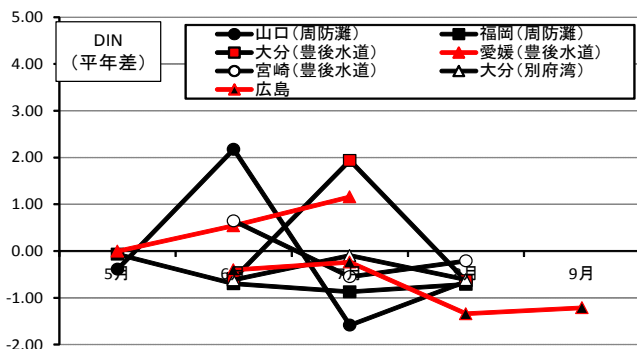 5.00
4.00
3.00
2.00
1.00
0.00
-1.00
-2.00
DIN
（平年差）
山口（周防灘） 福岡（周防灘）
大分（豊後水道） 愛媛（豊後水道）
宮崎（豊後水道） 大分（別府湾）
広島
5月 6月 7月 月 9月